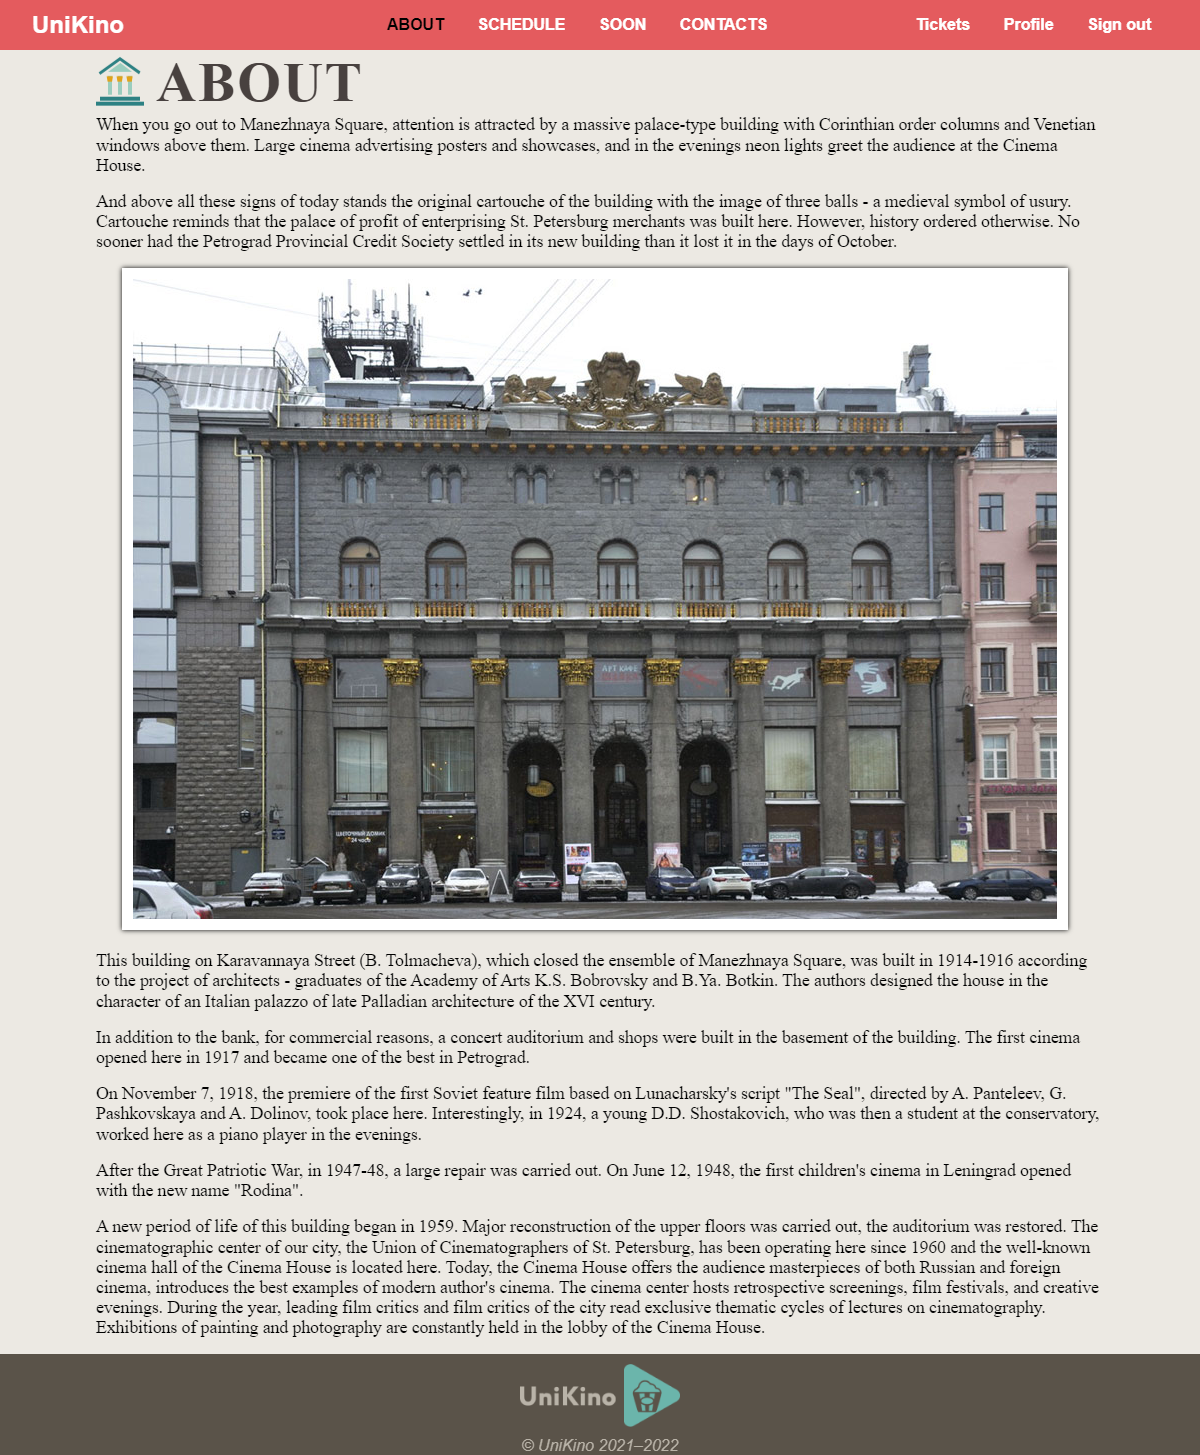 UniKino
ABOUT SCHEDULE SOON CONTACTS
Tickets Profile Sign out
ABOUT
When you go out to Manezhnaya Square, attention is attracted by a massive palace-type building with Corinthian order columns and Venetian
windows above them. Large cinema advertising posters and showcases, and in the evenings neon lights greet the audience at the Cinema
House.
And above all these signs of today stands the original cartouche of the building with the image of three balls - a medieval symbol of usury.
Cartouche reminds that the palace of profit of enterprising St. Petersburg merchants was built here. However, history ordered otherwise. No
sooner had the Petrograd Provincial Credit Society settled in its new building than it lost it in the days of October.
АРТ КАФЕ
ЦВЕТОЧНЫЙ ДОМИК
24 часа
This building on Karavannaya Street (B. Tolmacheva), which closed the ensemble of Manezhnaya Square, was built in 1914-1916 according
to the project of architects - graduates of the Academy of Arts K.S. Bobrovsky and B.Ya. Botkin. The authors designed the house in the
character of an Italian palazzo of late Palladian architecture of the XVI century.
In addition to the bank, for commercial reasons, a concert auditorium and shops were built in the basement of the building. The first cinema
opened here in 1917 and became one of the best in Petrograd.
On November 7, 1918, the premiere of the first Soviet feature film based on Lunacharsky's script "The Seal", directed by A. Panteleev, G.
Pashkovskaya and A. Dolinov, took place here. Interestingly, in 1924, a young D.D. Shostakovich, who was then a student at the conservatory,
worked here as a piano player in the evenings.
After the Great Patriotic War, in 1947-48, a large repair was carried out. On June 12, 1948, the first children's cinema in Leningrad opened
with the new name "Rodina".
A new period of life of this building began in 1959. Major reconstruction of the upper floors was carried out, the auditorium was restored. The
cinematographic center of our city, the Union of Cinematographers of St. Petersburg, has been operating here since 1960 and the well-known
cinema hall of the Cinema House is located here. Today, the Cinema House offers the audience masterpieces of both Russian and foreign
cinema, introduces the best examples of modern author's cinema. The cinema center hosts retrospective screenings, film festivals, and creative
evenings. During the year, leading film critics and film critics of the city read exclusive thematic cycles of lectures on cinematography.
Exhibitions of painting and photography are constantly held in the lobby of the Cinema House.
UniKino
© UniKino 2021–2022